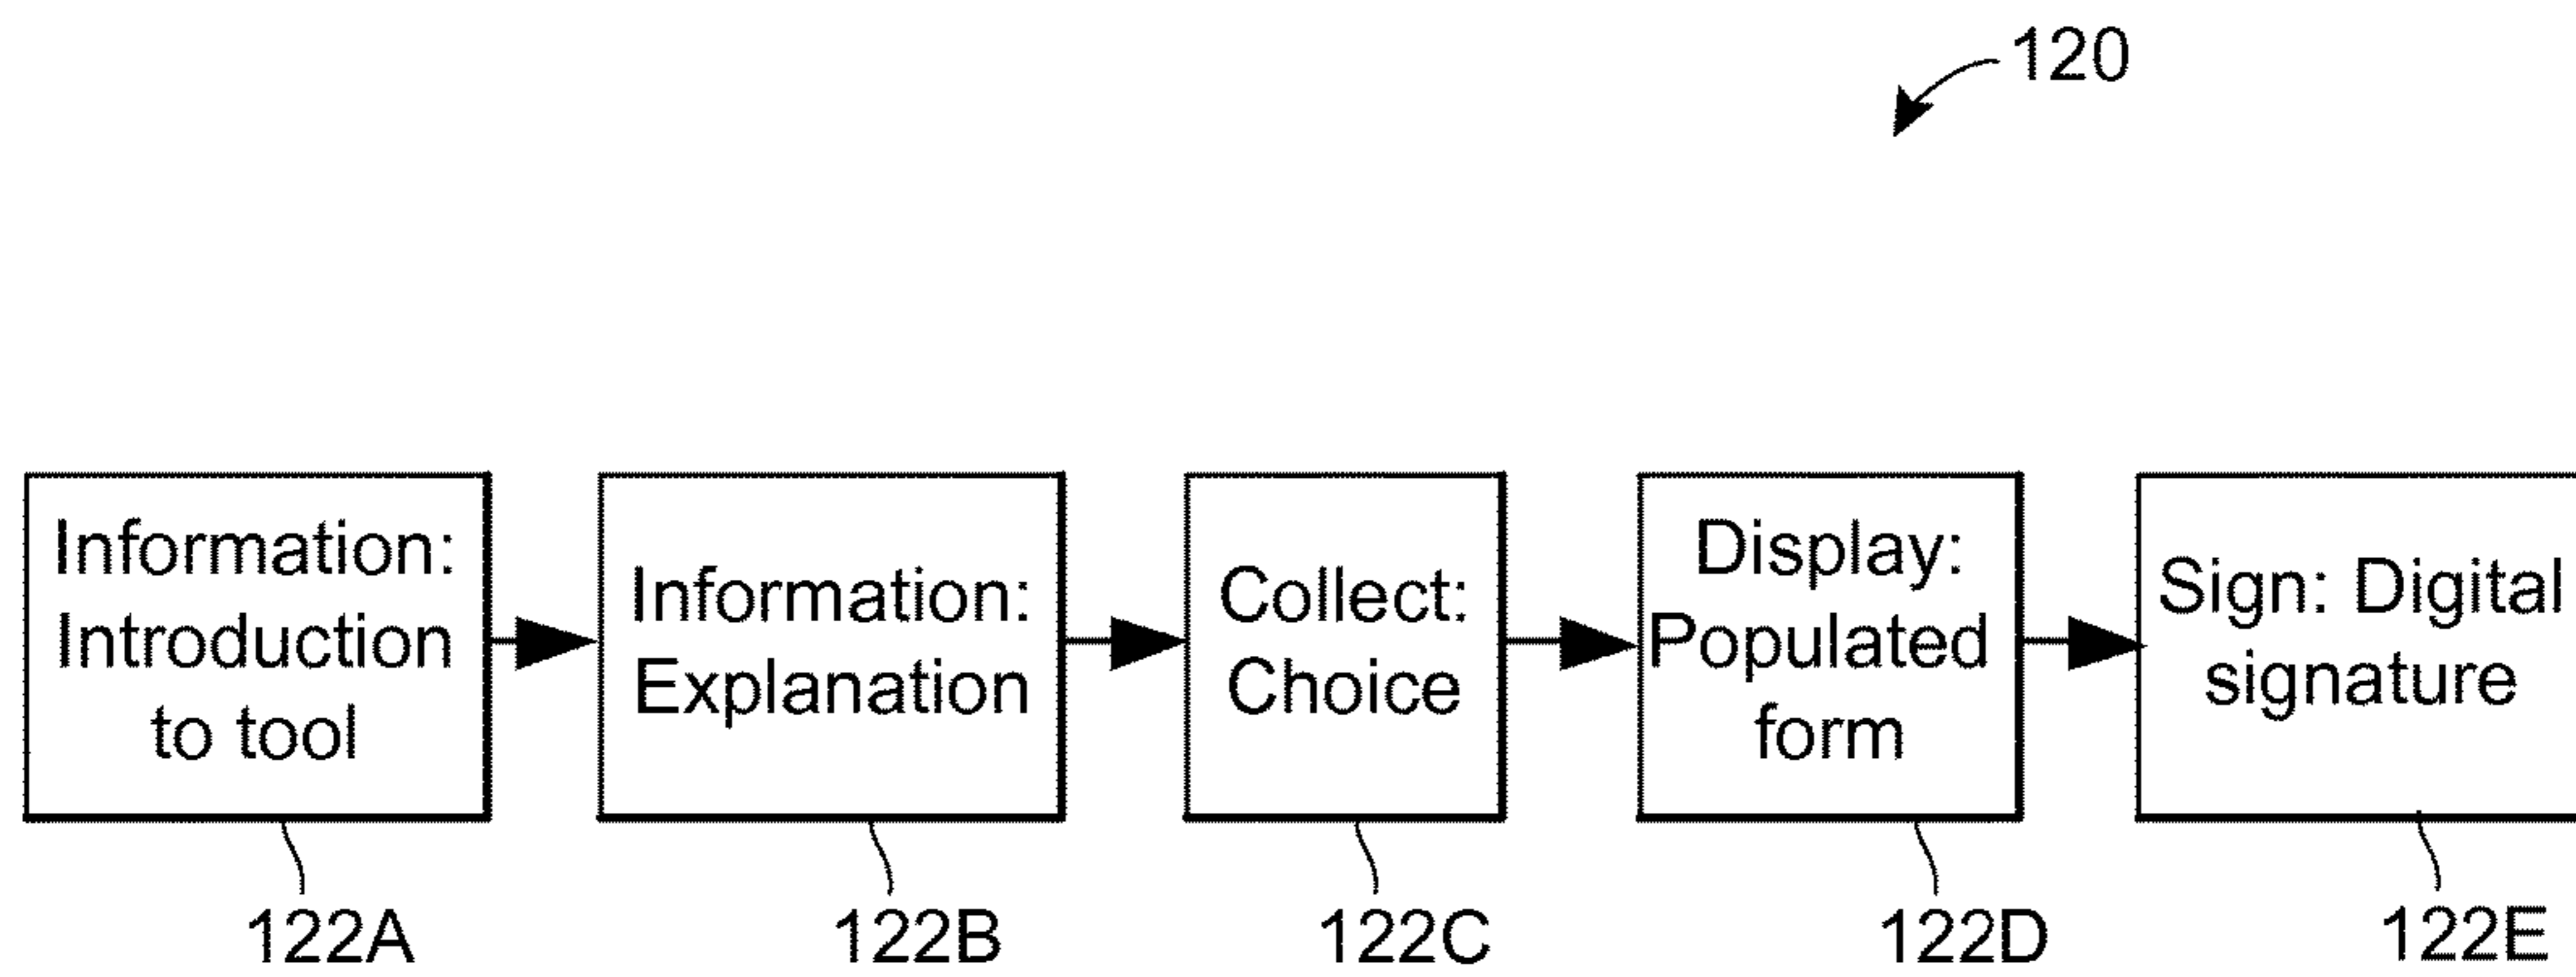 120
Information:
Introduction
to tool
Information:
Explanation
Collect:
Choice
Display:
Populated
form
Sign: Digital
signature
122A
122B
122C
122D
122E